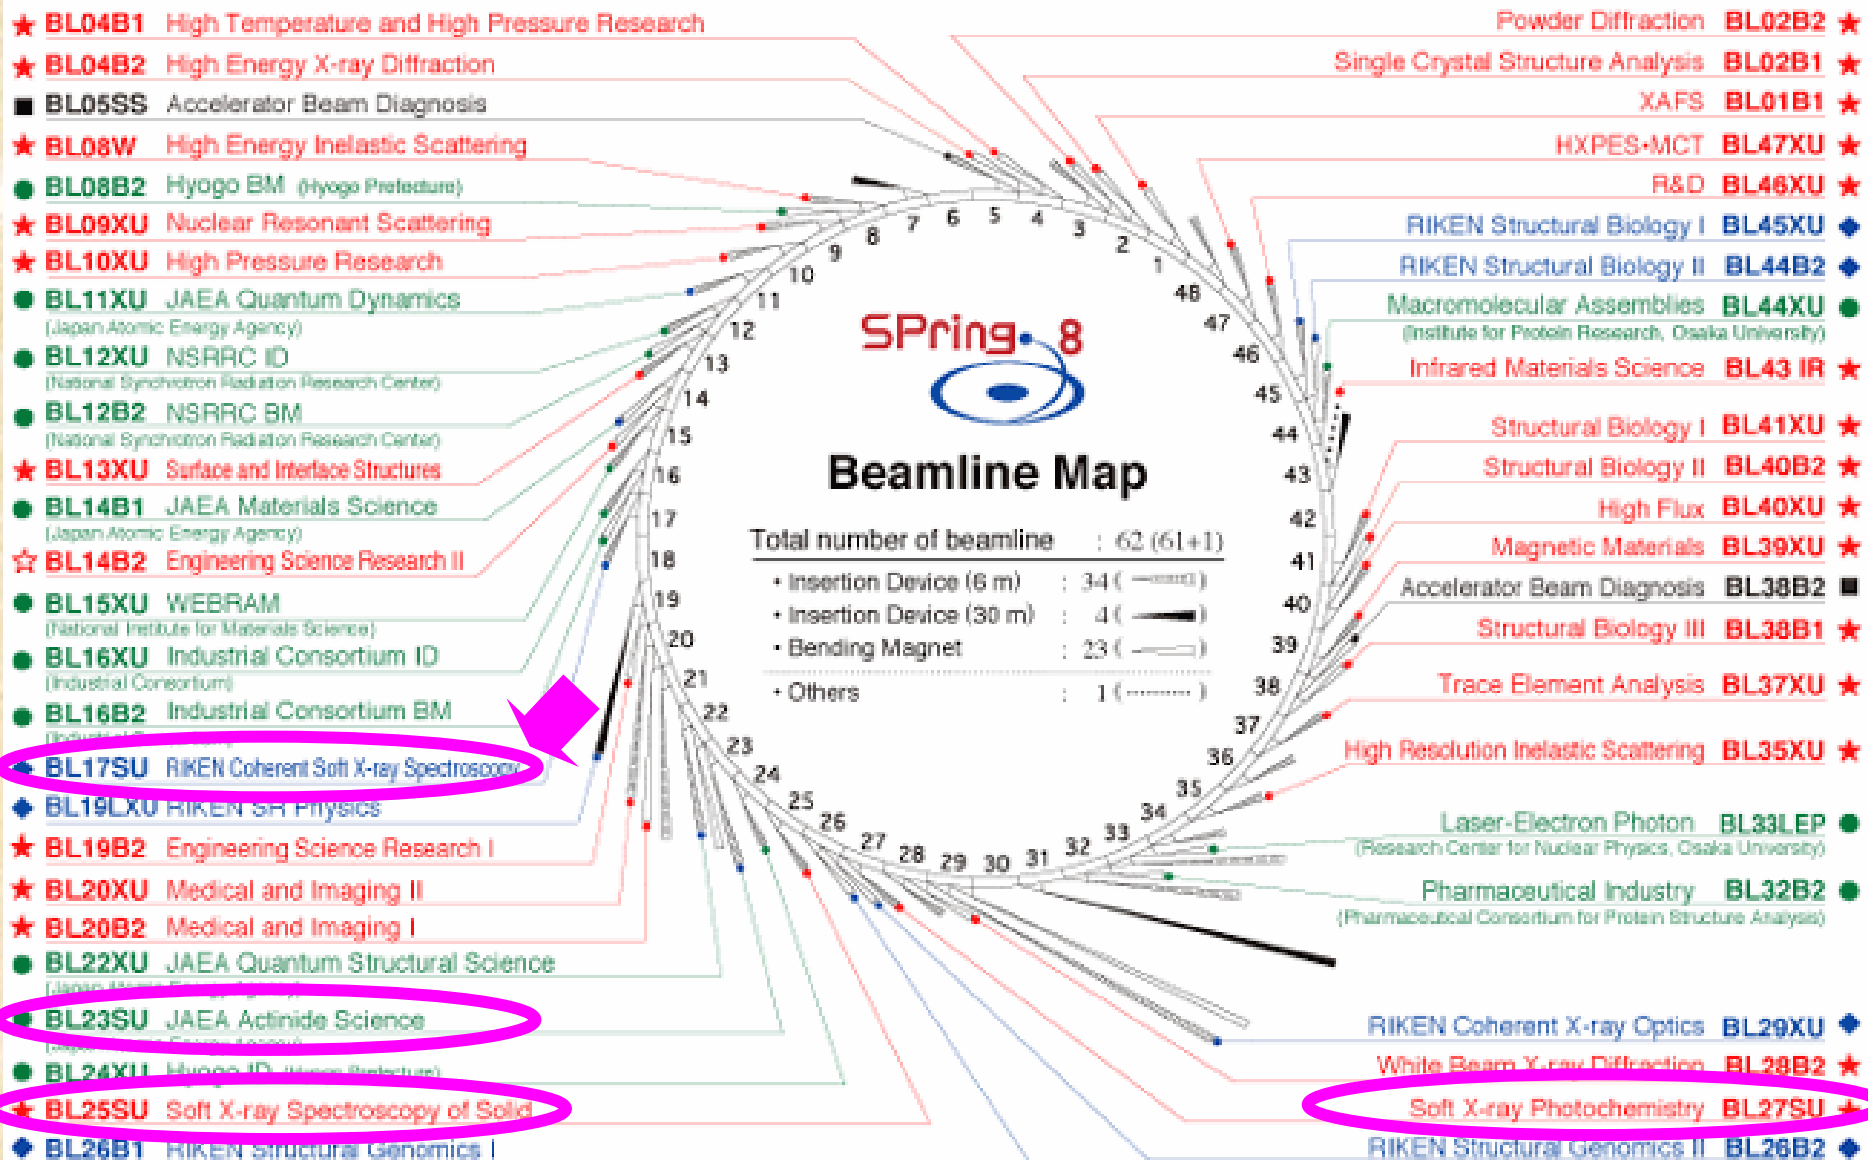 BL04B1 High Temperature and High Pressure Research
BL04B2 High Energy X-ray Diffraction
BL05SS Accelerator Beam Diagnosis
BL08W High Energy Inelastic Scattering
BL08B2 Hyogo BM (Hyogo Prefecture)
BL09XU Nuclear Resonant Scattering
BL10XU High Pressure Research
BL11XU JAEA Quantum Dynamics
(Japan Atomic Energy Agency)
BL12XU NSRRC ID
(National Synchrotron Radiation Research Center)
BL12B2 NSRRC BM
(National Synchrotron Radiation Research Center)
BL13XU Surface and Interface Structures
BL14B1 JAEA Materials Science
(Japan Atomic Energy Agency)
BL14B2 Engineering Science Research II
BL15XU WEBRAM
(National Institute for Materials Science)
BL16XU Industrial Consortium ID
(Industrial Consortium)
BL16B2 Industrial Consortium BM
BL17SU RIKEN Coherent Soft X-ray Spectroscopy
BL19LXU RIKEN SR Physics
BL19B2 Engineering Science Research I
BL20XU Medical and Imaging II
BL20B2 Medical and Imaging I
BL22XU JAEA Quantum Structural Science
(Japan Atomic Energy Agency)
BL23SU JAEA Actinide Science
(Japan Atomic Energy Agency)
BL24XU Hyogo ID (Hyogo Prefecture)
BL25SU Soft X-ray Spectroscopy of Solid
BL26B1 RIKEN Structural Genomics I
Powder Diffraction BL02B2
Single Crystal Structure Analysis BL02B1
XAFS BL01B1
HXPES•MCT BL47XU
R&D BL46XU
RIKEN Structural Biology I BL45XU
RIKEN Structural Biology II BL44B2
Macromolecular Assemblies BL44XU
(Institute for Protein Research, Osaka University)
Infrared Materials Science BL43 IR
Structural Biology I BL41XU
Structural Biology II BL40B2
High Flux BL40XU
Magnetic Materials BL39XU
Accelerator Beam Diagnosis BL38B2
Structural Biology III BL38B1
Trace Element Analysis BL37XU
High Resolution Inelastic Scattering BL35XU
Laser-Electron Photon BL33LEP
(Research Center for Nuclear Physics, Osaka University)
Pharmaceutical Industry BL32B2
(Pharmaceutical Consortium for Protein Structure Analysis)
RIKEN Coherent X-ray Optics BL29XU
White Beam X-ray Diffraction BL28B2
Soft X-ray Photochemistry BL27SU
RIKEN Structural Genomics II BL26B2
SPring-8
Beamline Map
Total number of beamline : 62 (61+1)
• Insertion Device (6 m) : 34 ( )
• Insertion Device (30 m) : 4 ( )
• Bending Magnet : 23 ( )
• Others : 1 ( )
1
2
3
4
5
6
7
8
9
10
11
12
13
14
15
16
17
18
19
20
21
22
23
24
25
26
27
28
29
30
31
32
33
34
35
36
37
38
39
40
41
42
43
44
45
46
47
48